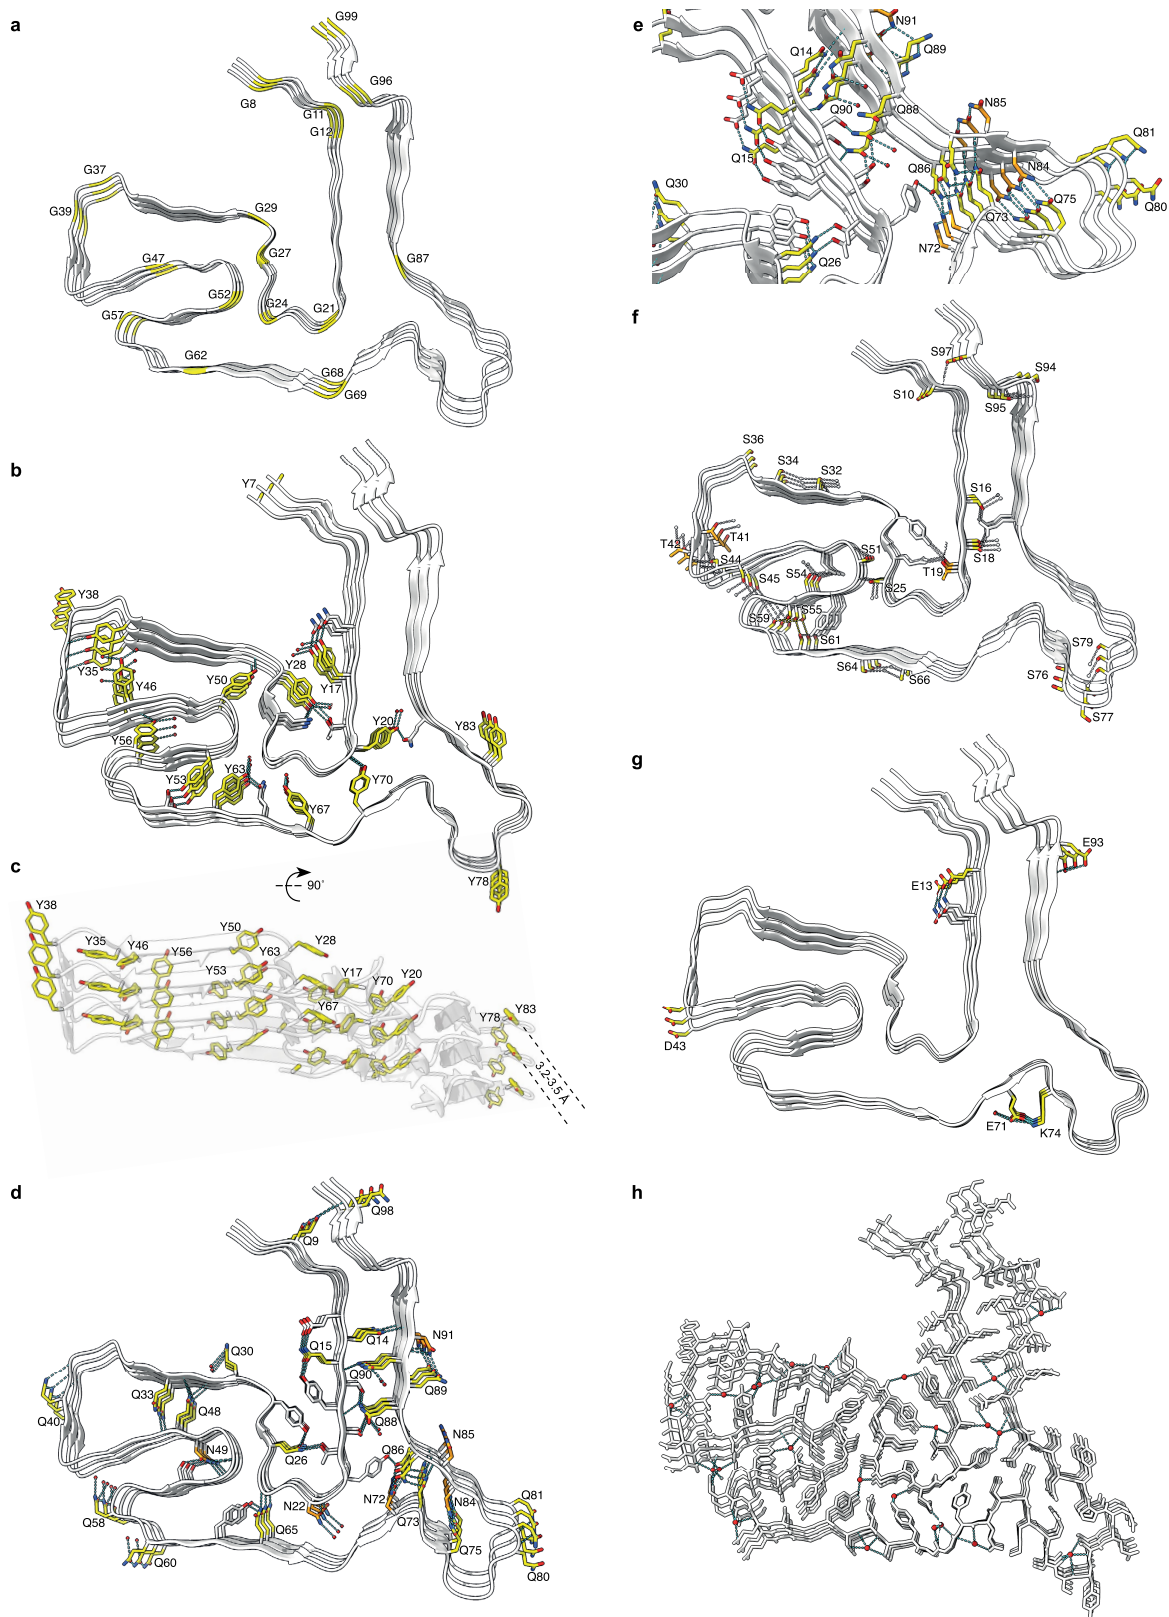 a
G99
G96
G8
G11
G12
G37
G39
G29
G27
G47
G87
G52
G24
G21
G57
G62
G68
G69
b
Y7
Y38
Y35
Y28
Y17
Y46
Y50
Y20
Y83
Y56
Y53
Y63
Y70
Y67
Y78
c
90°
Y38
Y50
Y35
Y46
Y28
Y56
Y63
Y53
Y17
Y70
Y20
Y67
Y78
Y83
3.2-3.5 Å
d
Q98
Q9
N91
Q15
Q14
Q30
Q90
Q89
Q33
Q48
Q40
Q88
N49
N85
Q26
Q86
Q58
N22
N72
N84
Q81
Q65
Q73
Q75
Q60
Q80
e
N91
Q14
Q89
Q90
Q88
N85
Q81
Q15
Q86
N84
Q30
Q75
Q80
Q73
N72
Q26
f
S97
S94
S10
S95
S36
S34
S32
S16
T41
T42
S51
S18
S44
S45
S54
T19
S25
S59
S55
S61
S79
S64
S66
S76
S77
g
E93
E13
D43
E71
K74
h